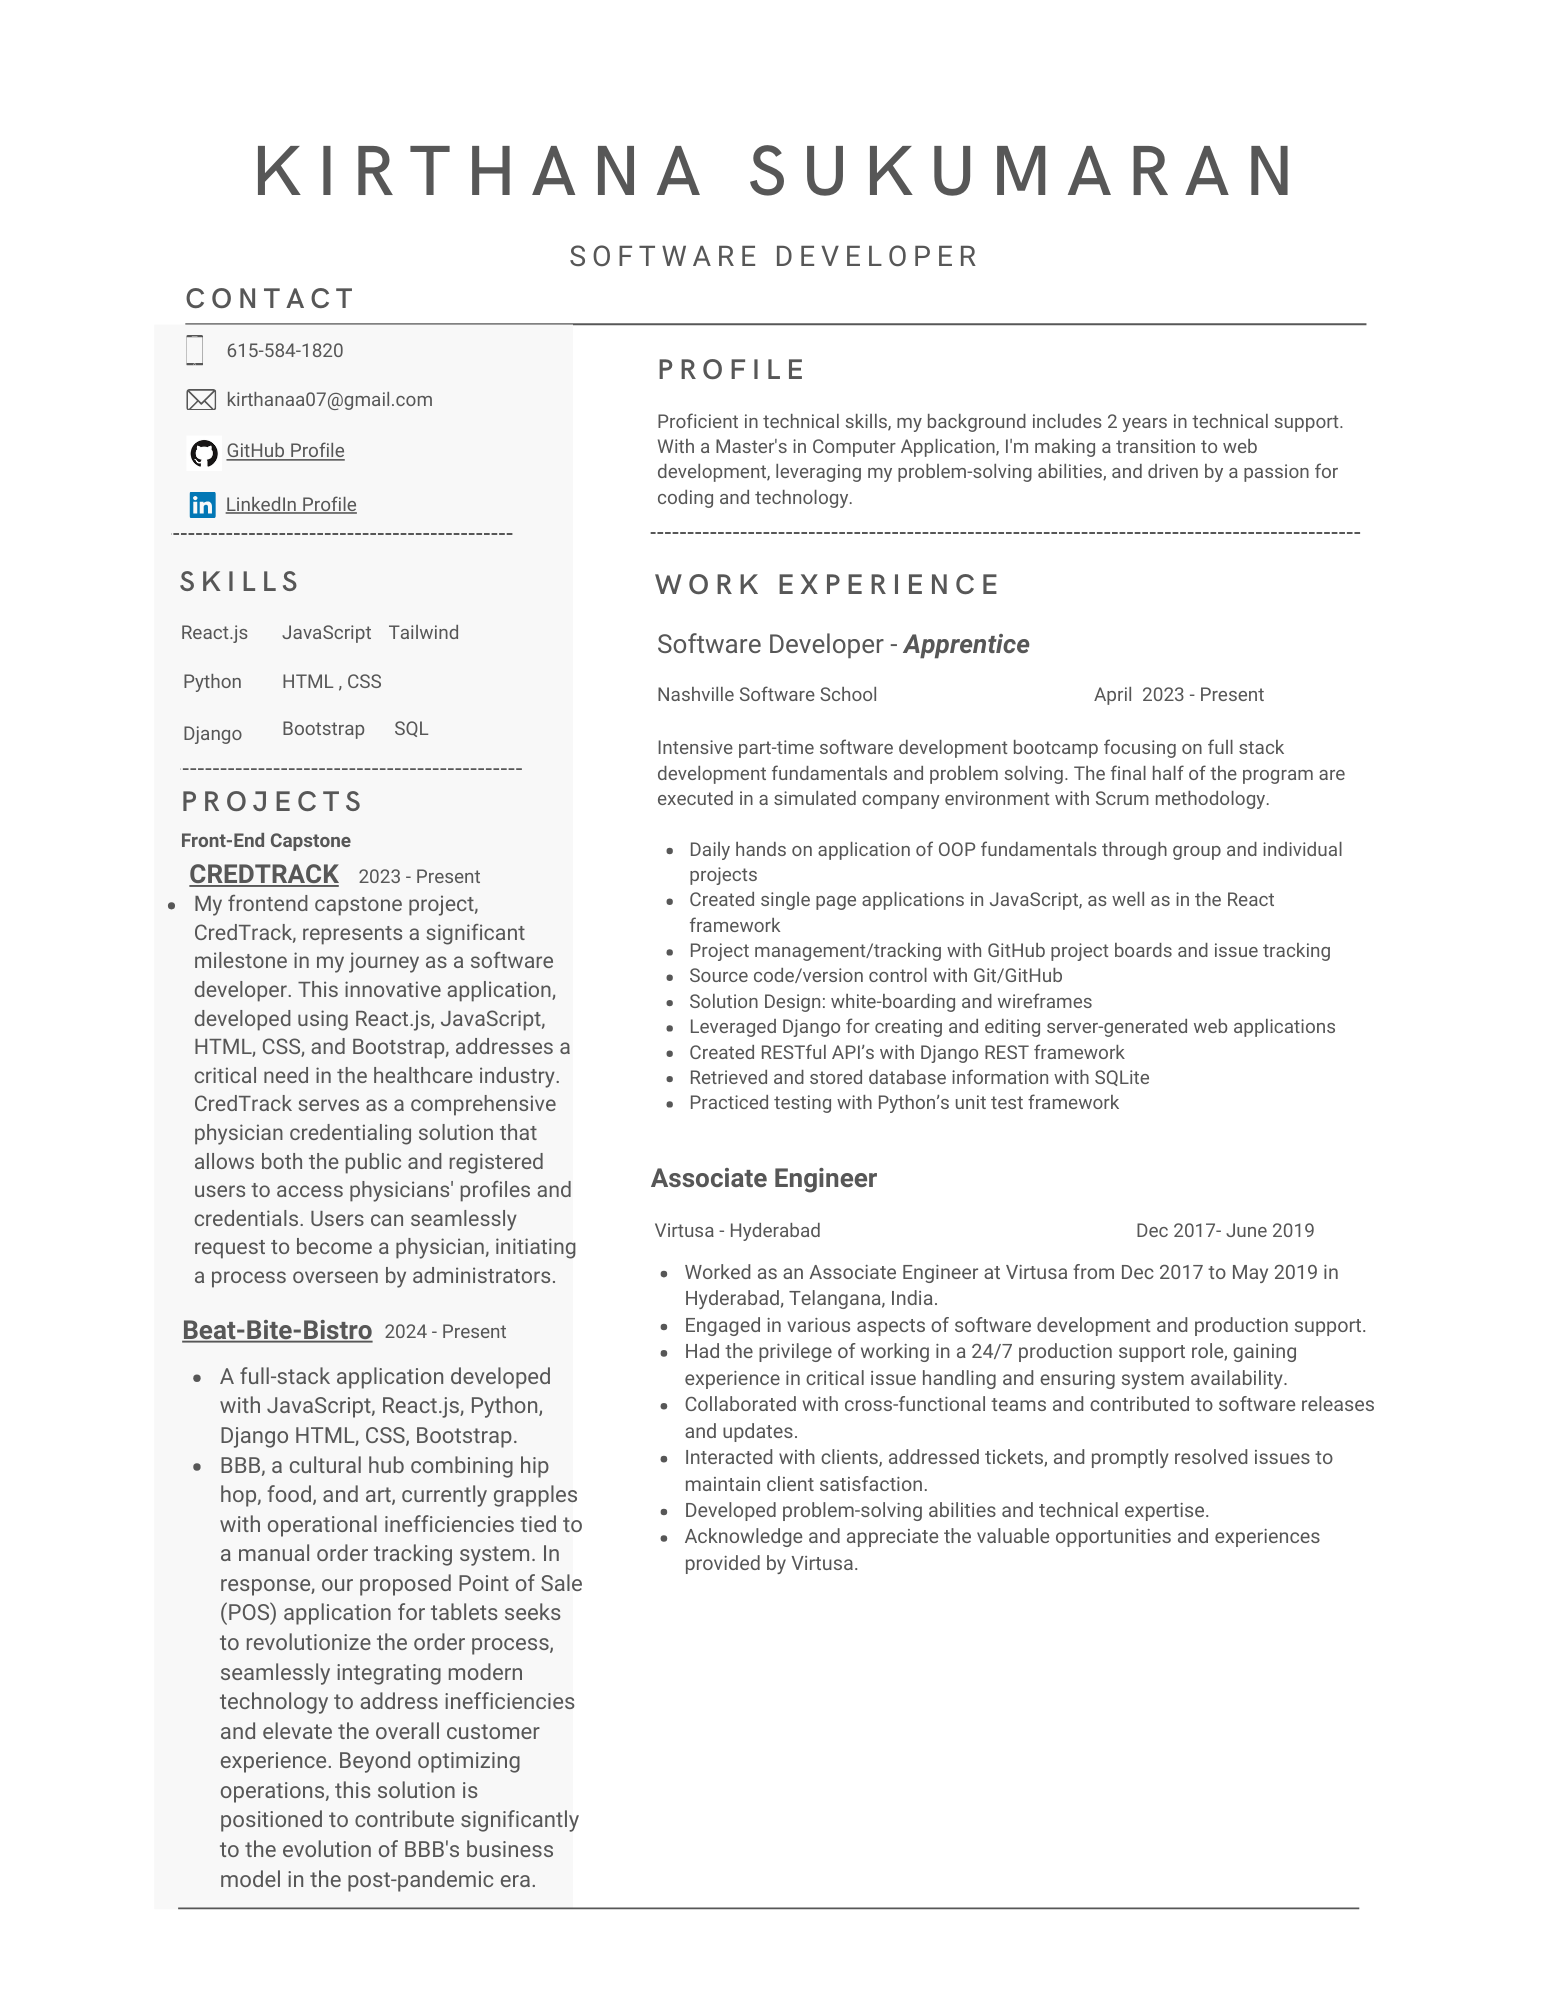 KIRTHANA SUKUMARAN
SOFTWARE DEVELOPER
CONTACT
615-584-1820
kirthanaa07@gmail.com
GitHub Profile
LinkedIn Profile
SKILLS
React.js JavaScript Tailwind
Python HTML , CSS
Django Bootstrap SQL
PROJECTS
Front-End Capstone
CREDTRACK 2023 - Present
• My frontend capstone project,
CredTrack, represents a significant
milestone in my journey as a software
developer. This innovative application,
developed using React.js, JavaScript,
HTML, CSS, and Bootstrap, addresses a
critical need in the healthcare industry.
CredTrack serves as a comprehensive
physician credentialing solution that
allows both the public and registered
users to access physicians' profiles and
credentials. Users can seamlessly
request to become a physician, initiating
a process overseen by administrators.
Beat-Bite-Bistro 2024 - Present
• A full-stack application developed
with JavaScript, React.js, Python,
Django HTML, CSS, Bootstrap.
• BBB, a cultural hub combining hip
hop, food, and art, currently grapples
with operational inefficiencies tied to
a manual order tracking system. In
response, our proposed Point of Sale
(POS) application for tablets seeks
to revolutionize the order process,
seamlessly integrating modern
technology to address inefficiencies
and elevate the overall customer
experience. Beyond optimizing
operations, this solution is
positioned to contribute significantly
to the evolution of BBB's business
model in the post-pandemic era.
PROFILE
Proficient in technical skills, my background includes 2 years in technical support.
With a Master's in Computer Application, I'm making a transition to web
development, leveraging my problem-solving abilities, and driven by a passion for
coding and technology.
WORK EXPERIENCE
Software Developer - Apprentice
Nashville Software School April 2023 - Present
Intensive part-time software development bootcamp focusing on full stack
development fundamentals and problem solving. The final half of the program are
executed in a simulated company environment with Scrum methodology.
• Daily hands on application of OOP fundamentals through group and individual
projects
• Created single page applications in JavaScript, as well as in the React
framework
• Project management/tracking with GitHub project boards and issue tracking
• Source code/version control with Git/GitHub
• Solution Design: white-boarding and wireframes
• Leveraged Django for creating and editing server-generated web applications
• Created RESTful API’s with Django REST framework
• Retrieved and stored database information with SQLite
• Practiced testing with Python’s unit test framework
Associate Engineer
Virtusa - Hyderabad Dec 2017- June 2019
• Worked as an Associate Engineer at Virtusa from Dec 2017 to May 2019 in
Hyderabad, Telangana, India.
• Engaged in various aspects of software development and production support.
• Had the privilege of working in a 24/7 production support role, gaining
experience in critical issue handling and ensuring system availability.
• Collaborated with cross-functional teams and contributed to software releases
and updates.
• Interacted with clients, addressed tickets, and promptly resolved issues to
maintain client satisfaction.
• Developed problem-solving abilities and technical expertise.
• Acknowledge and appreciate the valuable opportunities and experiences
provided by Virtusa.